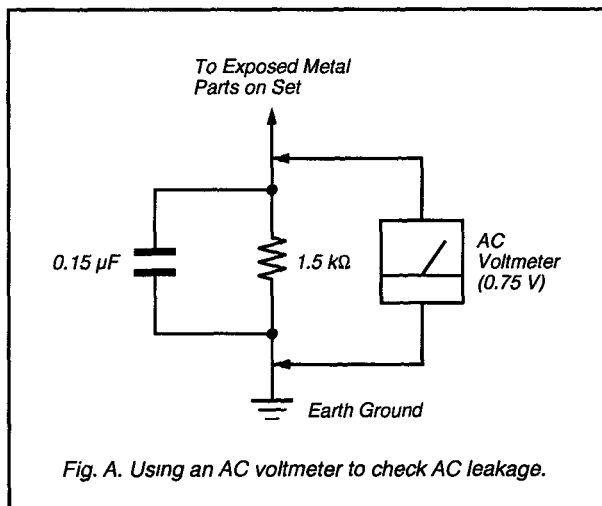 To Exposed Metal
Parts on Set
0.15 µF
1.5 kΩ
AC
Voltmeter
(0.75 V)
Earth Ground
Fig. A. Using an AC voltmeter to check AC leakage.